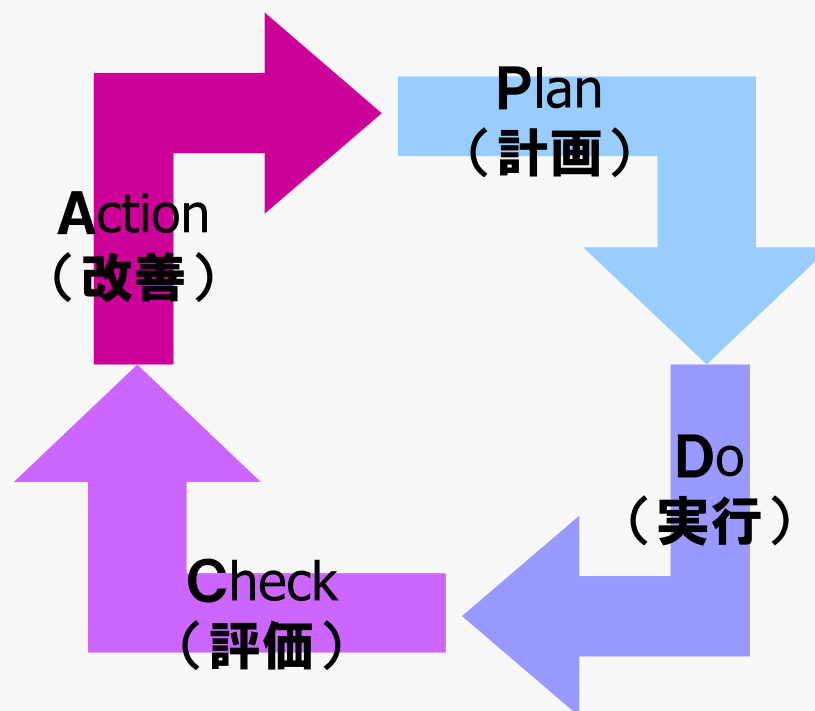 Plan
（計画）
Do
（実行）
Check
（評価）
Action
（改善）